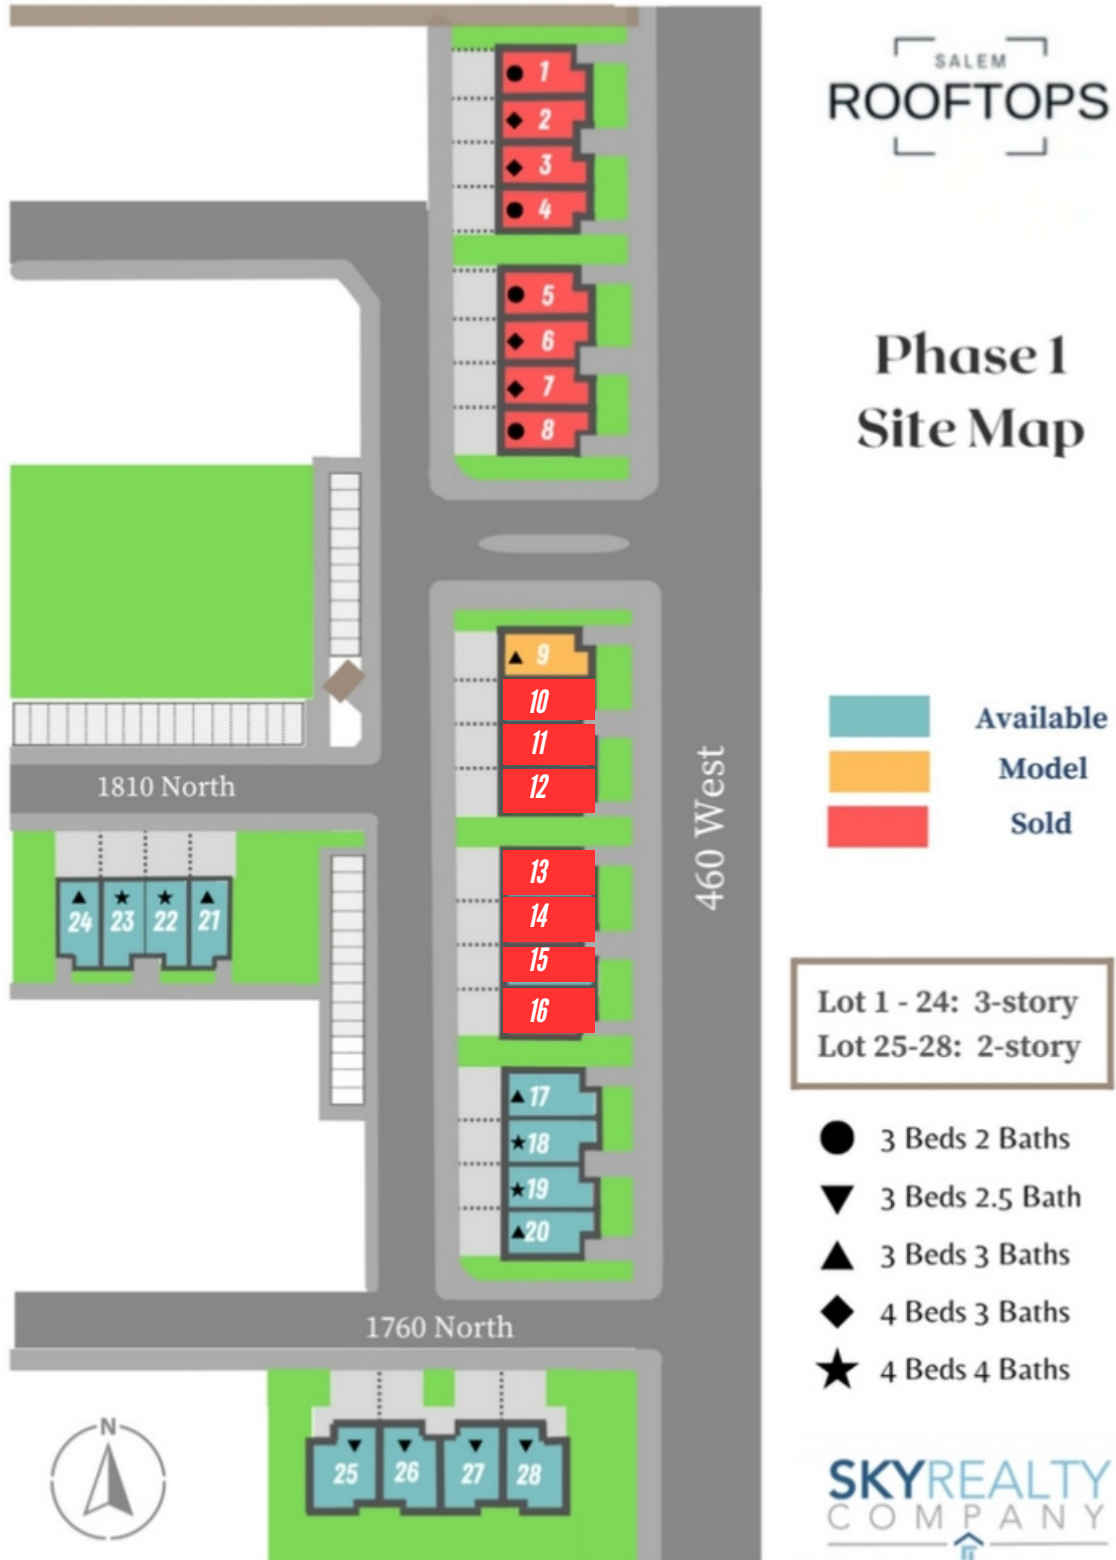 SALEM
ROOFTOPS
Phase 1
Site Map
1
2
3
4
5
6
7
8
9
10
11
12
13
14
15
16
17
18
19
20
24 23 22 21
25 26 27 28
1810 North
460 West
1760 North
N
Available
Model
Sold
Lot 1 - 24: 3-story
Lot 25-28: 2-story
3 Beds 2 Baths
3 Beds 2.5 Bath
3 Beds 3 Baths
4 Beds 3 Baths
4 Beds 4 Baths
SKYREALTY
COMPANY